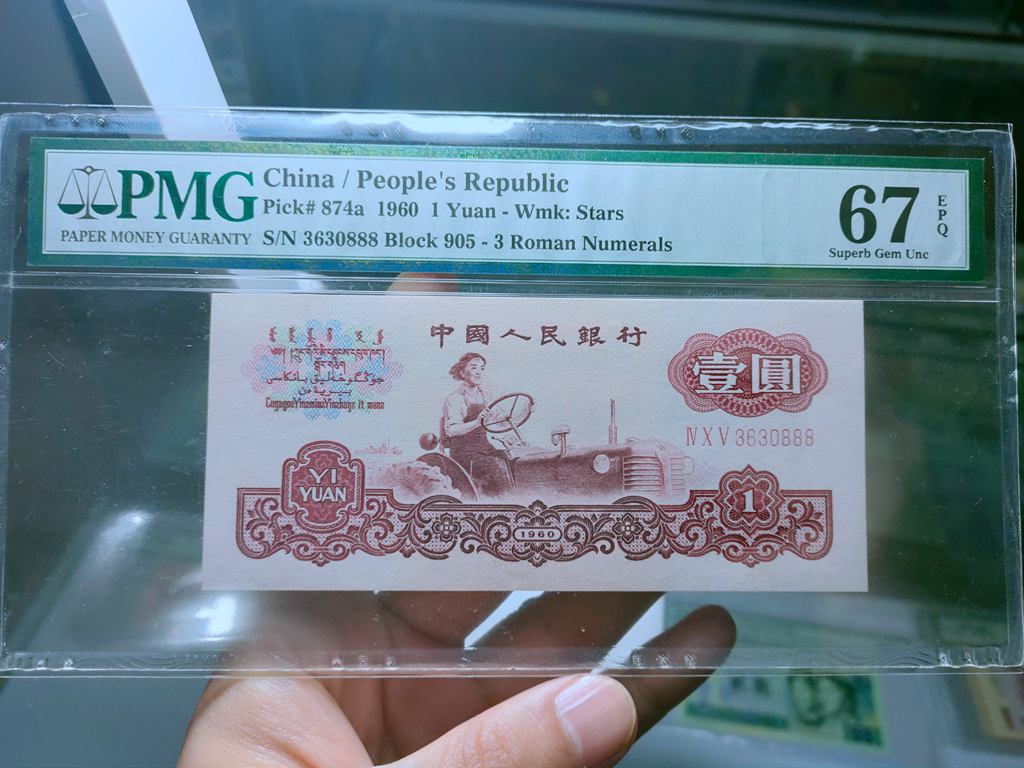 PMG
PAPER MONEY GUARANTY
China / People's Republic
Pick# 874a 1960 1 Yuan - Wmk: Stars
S/N 3630888 Block 905 - 3 Roman Numerals
67
EPQ
Superb Gem Unc
中國人民銀行
壹圓
ⅣⅩⅤ3630888
YI
YUAN
1
1960